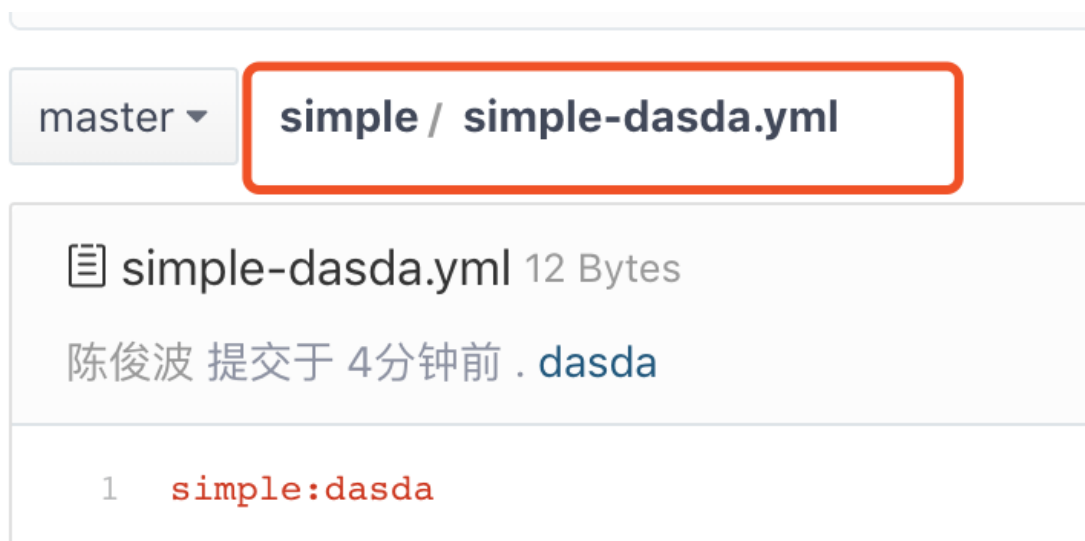 master simple / simple-dasda.yml
simple-dasda.yml 12 Bytes
陈俊波 提交于 4分钟前 . dasda
1 simple:dasda